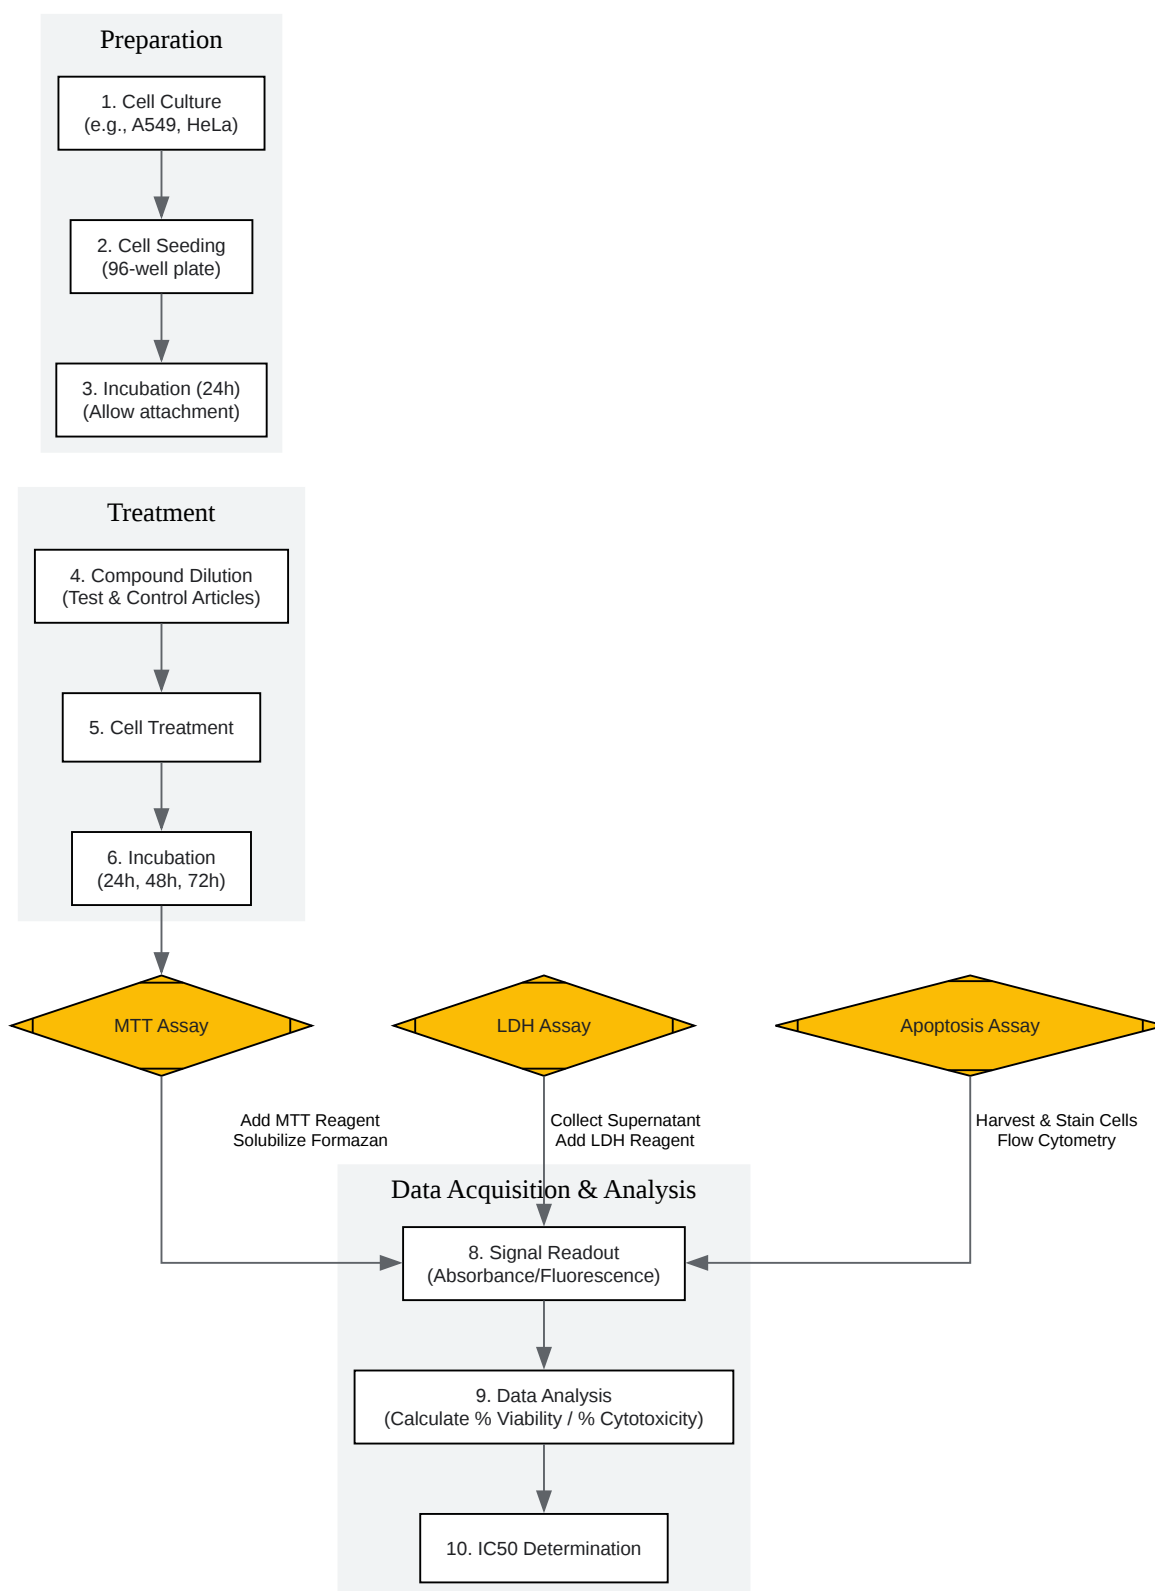 Preparation
1. Cell Culture
(e.g., A549, HeLa)
2. Cell Seeding
(96-well plate)
3. Incubation (24h)
(Allow attachment)
Treatment
4. Compound Dilution
(Test & Control Articles)
5. Cell Treatment
6. Incubation
(24h, 48h, 72h)
MTT Assay
LDH Assay
Apoptosis Assay
Add MTT Reagent
Solubilize Formazan
Collect Supernatant
Add LDH Reagent
Harvest & Stain Cells
Flow Cytometry
Data Acquisition & Analysis
8. Signal Readout
(Absorbance/Fluorescence)
9. Data Analysis
(Calculate % Viability / % Cytotoxicity)
10. IC50 Determination